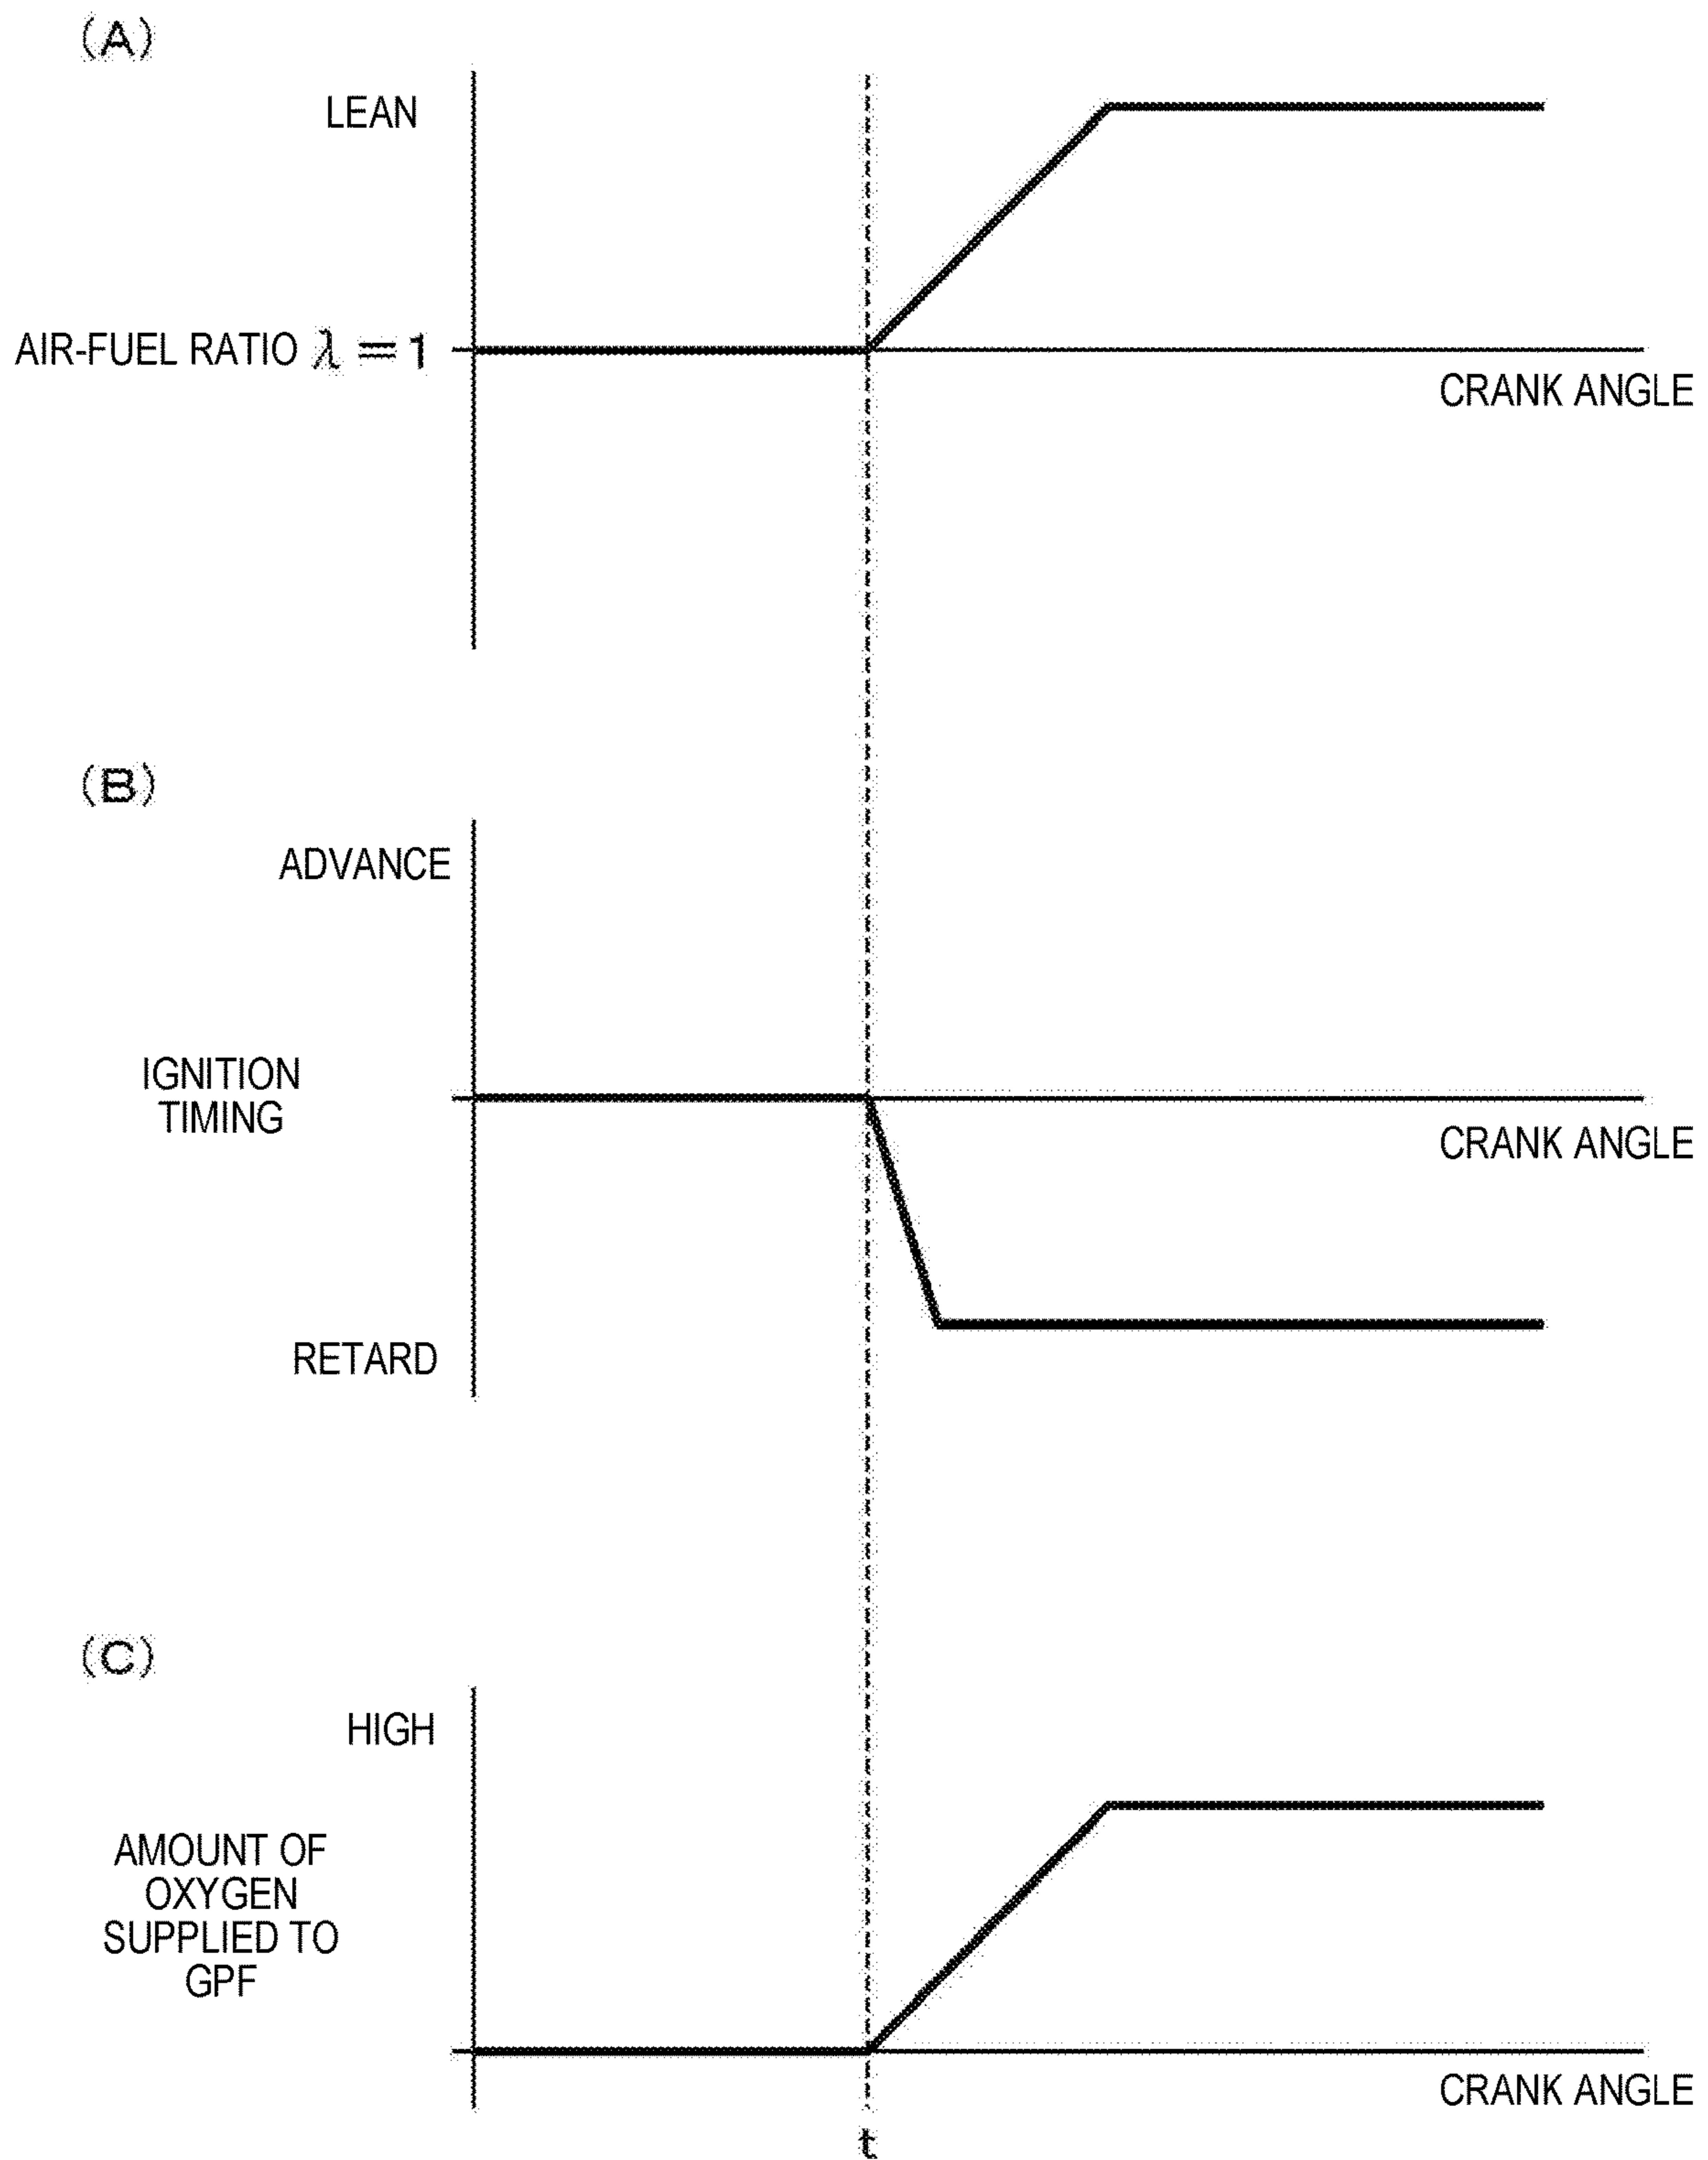 (A)
LEAN
AIR-FUEL RATIO λ=1
CRANK ANGLE
(B)
ADVANCE
IGNITION
TIMING
CRANK ANGLE
RETARD
(C)
HIGH
AMOUNT OF
OXYGEN
SUPPLIED TO
GPF
CRANK ANGLE
t